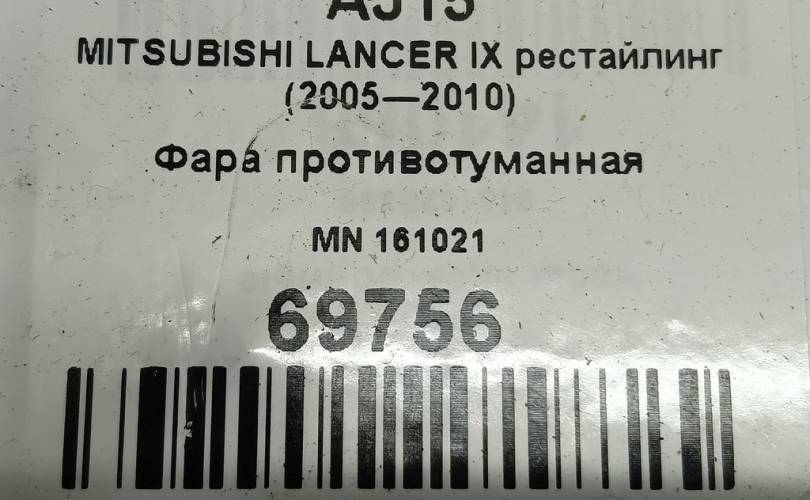 MITSUBISHI LANCER IX рестайлинг
(2005—2010)
Фара противотуманная
MN 161021
69756